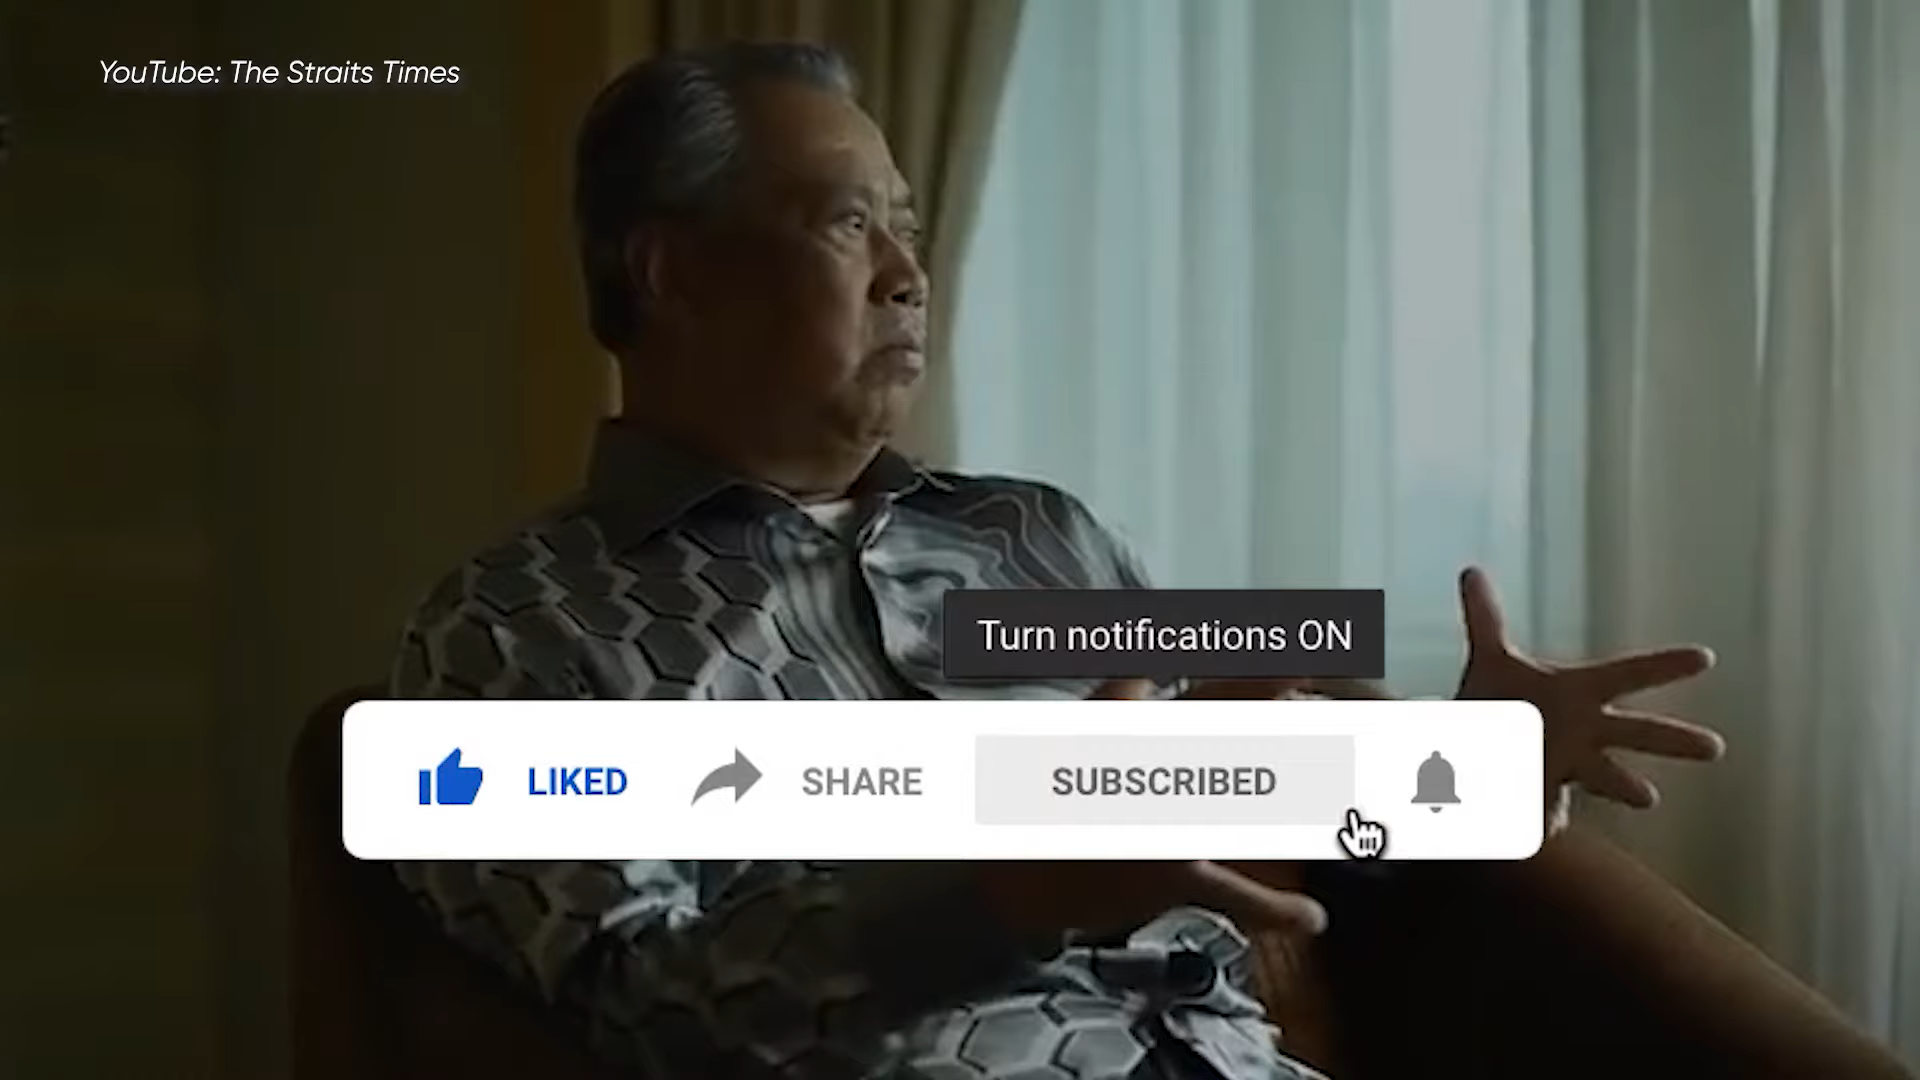 YouTube: The Straits Times
Turn notifications ON
LIKED
SHARE
SUBSCRIBED